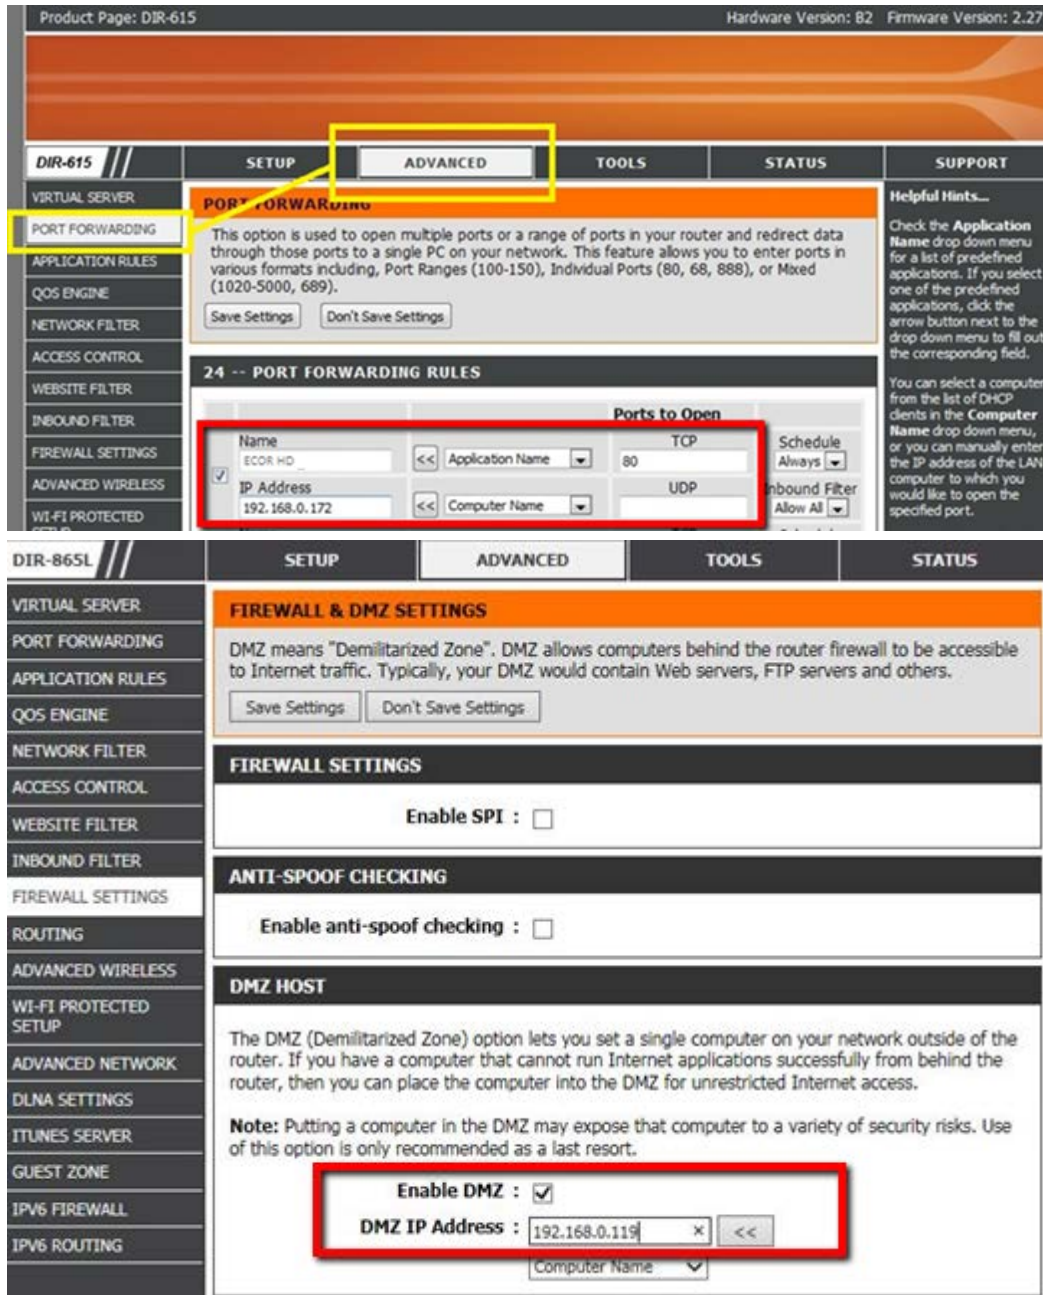 Product Page: DIR-615 Hardware Version: B2 Firmware Version: 2.27
DIR-615 SETUP ADVANCED TOOLS STATUS SUPPORT
VIRTUAL SERVER
PORT FORWARDING
APPLICATION RULES
QOS ENGINE
NETWORK FILTER
ACCESS CONTROL
WEBSITE FILTER
INBOUND FILTER
FIREWALL SETTINGS
ADVANCED WIRELESS
WI-FI PROTECTED
PORT FORWARDING
This option is used to open multiple ports or a range of ports in your router and redirect data
through those ports to a single PC on your network. This feature allows you to enter ports in
various formats including, Port Ranges (100-150), Individual Ports (80, 68, 888), or Mixed
(1020-5000, 689).
Save Settings Don't Save Settings
24 -- PORT FORWARDING RULES
Ports to Open
Name TCP Schedule
ECOR HD << Application Name 80 Always
IP Address UDP Inbound Filter
192.168.0.172 << Computer Name Allow All
Helpful Hints...
Check the Application
Name drop down menu
for a list of predefined
applications. If you select
one of the predefined
applications, click the
arrow button next to the
drop down menu to fill out
the corresponding field.
You can select a computer
from the list of DHCP
clients in the Computer
Name drop down menu,
or you can manually enter
the IP address of the LAN
computer to which you
would like to open the
specified port.
DIR-865L SETUP ADVANCED TOOLS STATUS
VIRTUAL SERVER
PORT FORWARDING
APPLICATION RULES
QOS ENGINE
NETWORK FILTER
ACCESS CONTROL
WEBSITE FILTER
INBOUND FILTER
FIREWALL SETTINGS
ROUTING
ADVANCED WIRELESS
WI-FI PROTECTED
SETUP
ADVANCED NETWORK
DLNA SETTINGS
ITUNES SERVER
GUEST ZONE
IPV6 FIREWALL
IPV6 ROUTING
FIREWALL & DMZ SETTINGS
DMZ means "Demilitarized Zone". DMZ allows computers behind the router firewall to be accessible
to Internet traffic. Typically, your DMZ would contain Web servers, FTP servers and others.
Save Settings Don't Save Settings
FIREWALL SETTINGS
Enable SPI :
ANTI-SPOOF CHECKING
Enable anti-spoof checking :
DMZ HOST
The DMZ (Demilitarized Zone) option lets you set a single computer on your network outside of the
router. If you have a computer that cannot run Internet applications successfully from behind the
router, then you can place the computer into the DMZ for unrestricted Internet access.
Note: Putting a computer in the DMZ may expose that computer to a variety of security risks. Use
of this option is only recommended as a last resort.
Enable DMZ :
DMZ IP Address : 192.168.0.119 × <<
Computer Name